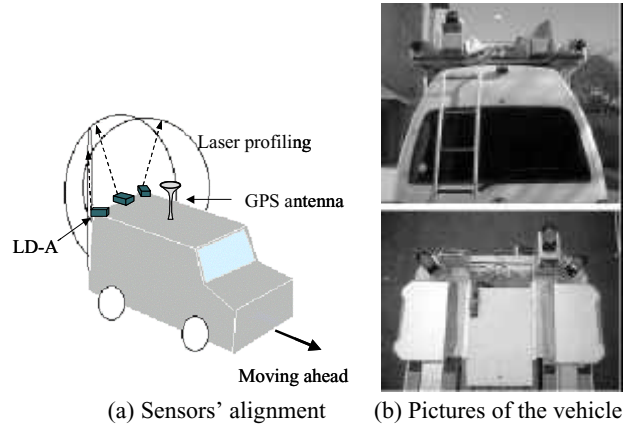 Laser profiling
GPS antenna
LD-A
Moving ahead
(a) Sensors' alignment
(b) Pictures of the vehicle